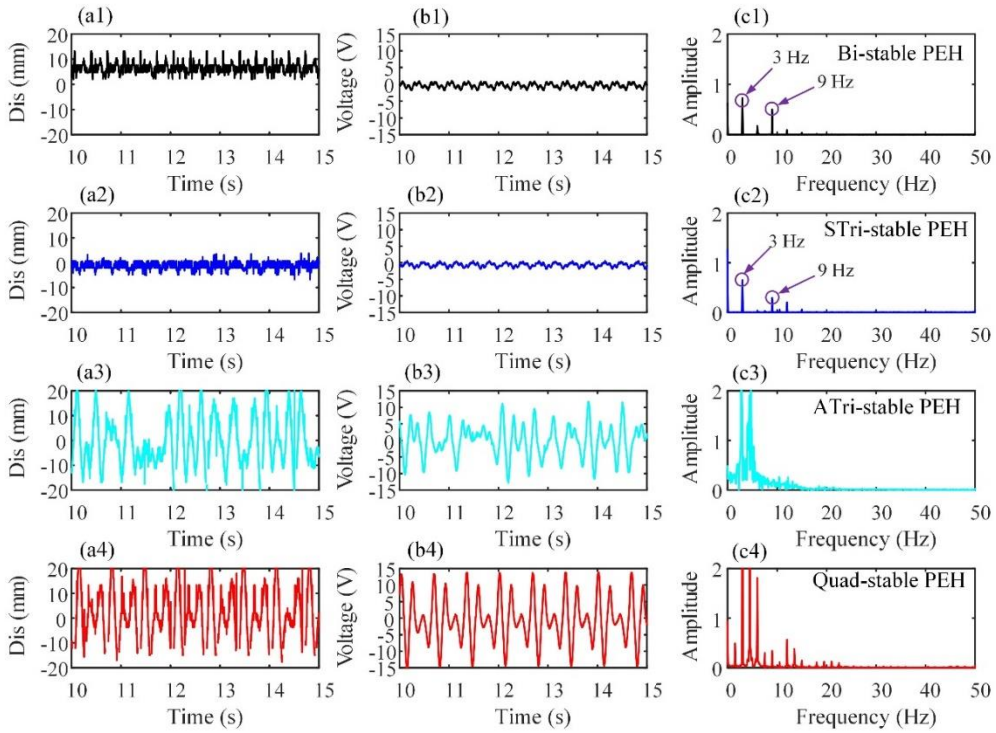 (a1)
Dis (mm)
20
10
0
-10
-20
10 11 12 13 14 15
Time (s)
(b1)
Voltage (V)
15
10
5
0
-5
-10
-15
10 11 12 13 14 15
Time (s)
(c1)
Amplitude
2
1
0
Bi-stable PEH
3 Hz
9 Hz
0 10 20 30 40 50
Frequency (Hz)
(a2)
Dis (mm)
20
10
0
-10
-20
10 11 12 13 14 15
Time (s)
(b2)
Voltage (V)
15
10
5
0
-5
-10
-15
10 11 12 13 14 15
Time (s)
(c2)
Amplitude
2
1
0
STri-stable PEH
3 Hz
9 Hz
0 10 20 30 40 50
Frequency (Hz)
(a3)
Dis (mm)
20
10
0
-10
-20
10 11 12 13 14 15
Time (s)
(b3)
Voltage (V)
15
10
5
0
-5
-10
-15
10 11 12 13 14 15
Time (s)
(c3)
Amplitude
2
1
0
ATri-stable PEH
0 10 20 30 40 50
Frequency (Hz)
(a4)
Dis (mm)
20
10
0
-10
-20
10 11 12 13 14 15
Time (s)
(b4)
Voltage (V)
15
10
5
0
-5
-10
-15
10 11 12 13 14 15
Time (s)
(c4)
Amplitude
2
1
0
Quad-stable PEH
0 10 20 30 40 50
Frequency (Hz)